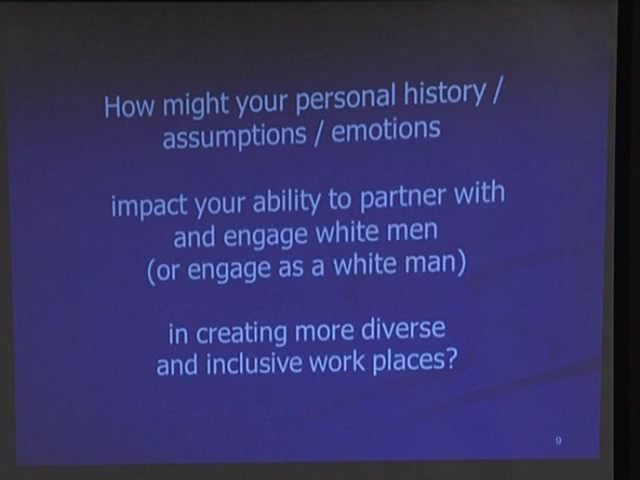 How might your personal history /
assumptions / emotions
impact your ability to partner with
and engage white men
(or engage as a white man)
in creating more diverse
and inclusive work places?
9